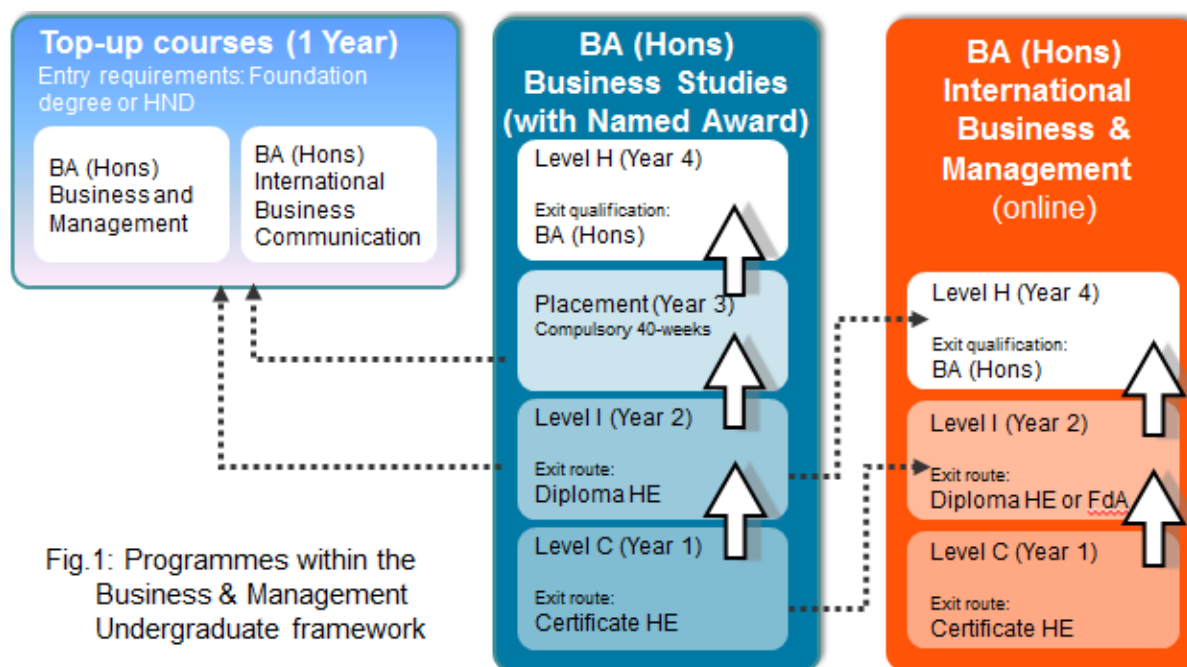 Top-up courses (1 Year)
Entry requirements: Foundation
degree or HND
BA (Hons)
Business and
Management
BA (Hons)
International
Business
Communication
BA (Hons)
Business Studies
(with Named Award)
Level H (Year 4)
Exit qualification:
BA (Hons)
Placement (Year 3)
Compulsory 40-weeks
Level I (Year 2)
Exit route:
Diploma HE
Level C (Year 1)
Exit route:
Certificate HE
BA (Hons)
International
Business &
Management
(online)
Level H (Year 4)
Exit qualification:
BA (Hons)
Level I (Year 2)
Exit route:
Diploma HE or FdA
Level C (Year 1)
Exit route:
Certificate HE
Fig.1: Programmes within the
Business & Management
Undergraduate framework